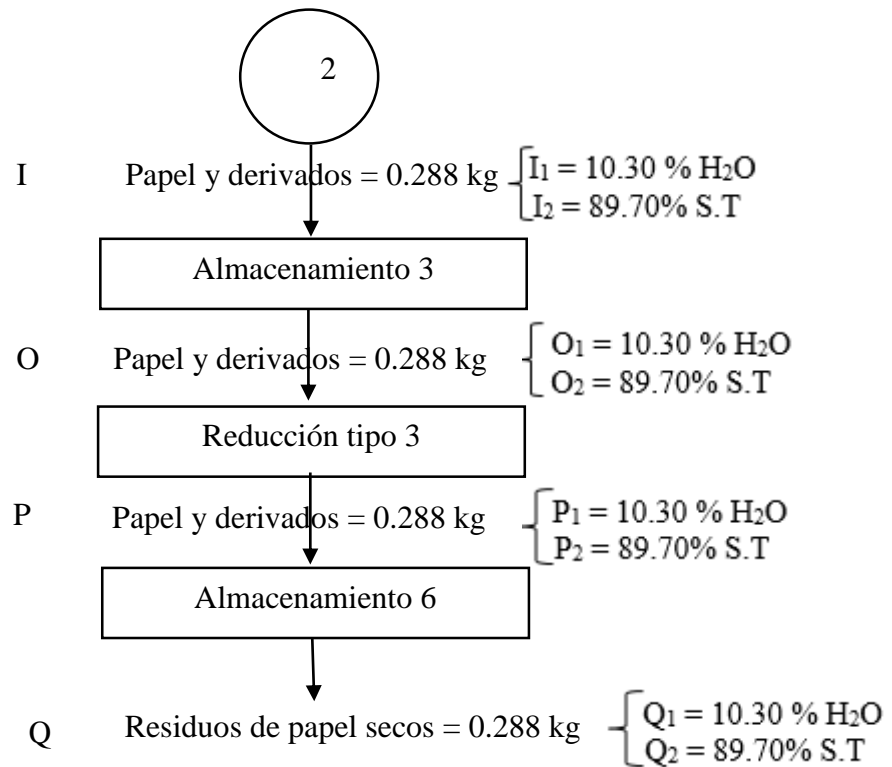 2
I Papel y derivados = 0.288 kg I₁ = 10.30 % H₂O
I₂ = 89.70% S.T
Almacenamiento 3
O Papel y derivados = 0.288 kg O₁ = 10.30 % H₂O
O₂ = 89.70% S.T
Reducción tipo 3
P Papel y derivados = 0.288 kg P₁ = 10.30 % H₂O
P₂ = 89.70% S.T
Almacenamiento 6
Q Residuos de papel secos = 0.288 kg Q₁ = 10.30 % H₂O
Q₂ = 89.70% S.T